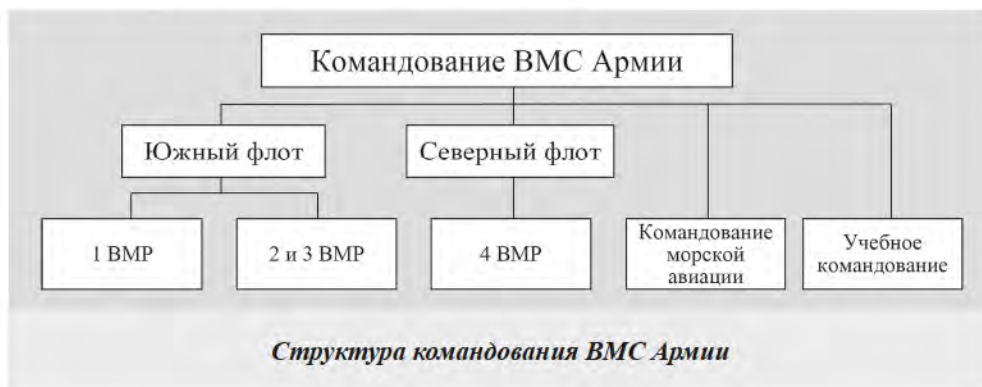 Командование ВМС Армии
Южный флот
Северный флот
1 ВМР
2 и 3 ВМР
4 ВМР
Командование
морской
авиации
Учебное
командование
Структура командования ВМС Армии